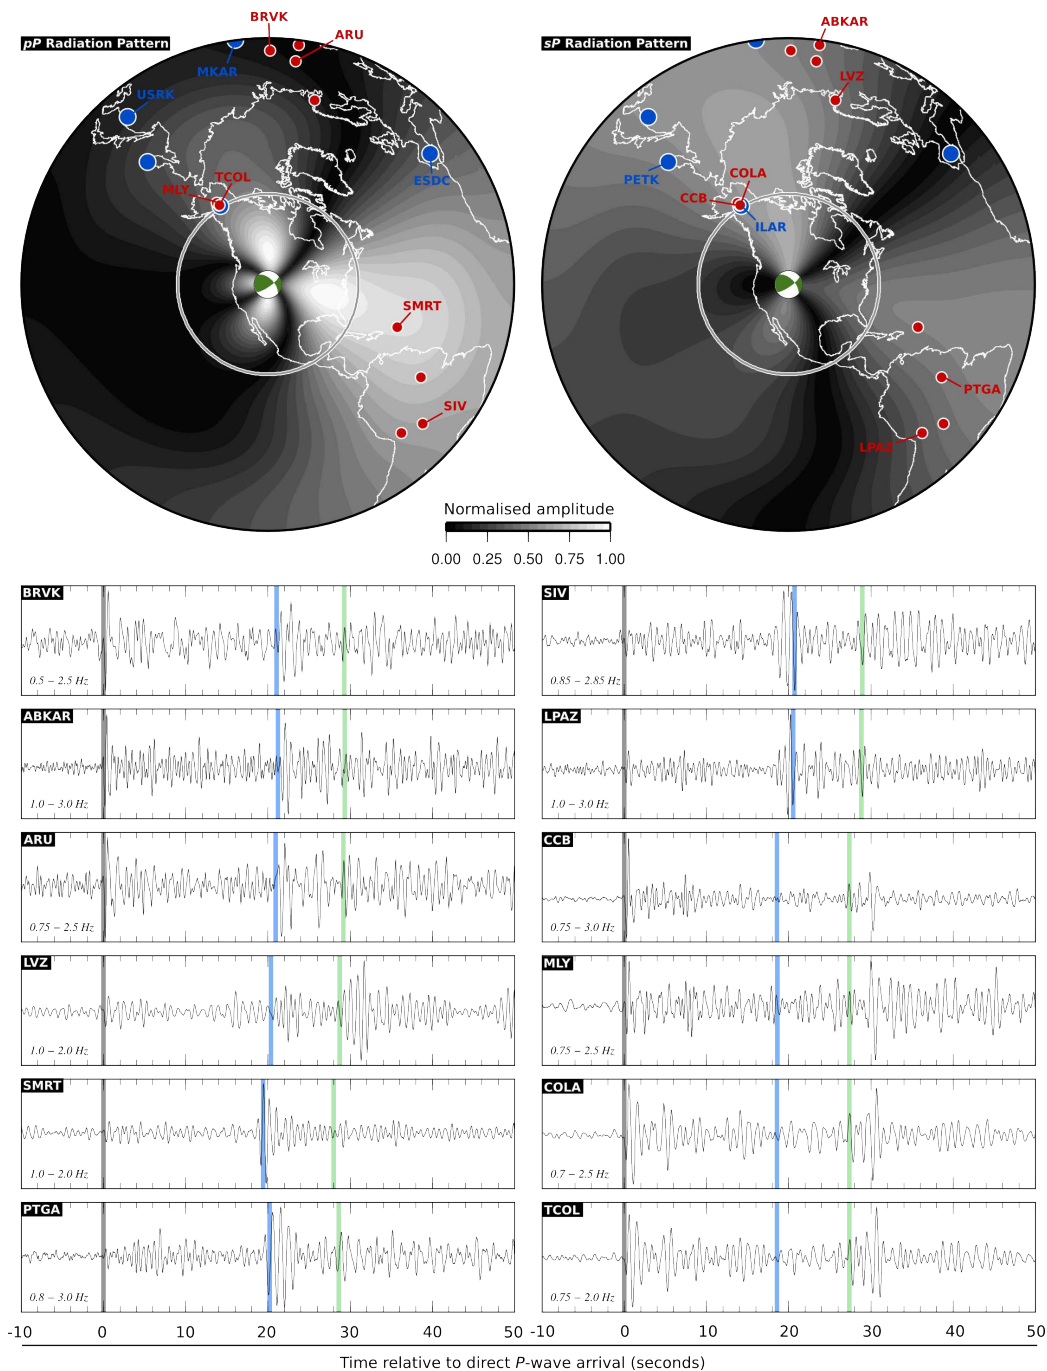 BRVK
ABKAR
pP Radiation Pattern
ARU
sP Radiation Pattern
MKAR
LVZ
USRK
MLY
TCOL
ESDC
PETK
COLA
CCB
ILAR
SMRT
PTGA
SIV
LPAZ
Normalised amplitude
0.00 0.25 0.50 0.75 1.00
BRVK
0.5 – 2.5 Hz
SIV
0.85 – 2.85 Hz
ABKAR
1.0 – 3.0 Hz
LPAZ
1.0 – 3.0 Hz
ARU
0.75 – 2.5 Hz
CCB
0.75 – 3.0 Hz
LVZ
1.0 – 2.0 Hz
MLY
0.75 – 2.5 Hz
SMRT
1.0 – 2.0 Hz
COLA
0.7 – 2.5 Hz
PTGA
0.8 – 3.0 Hz
TCOL
0.75 – 2.0 Hz
-10 0 10 20 30 40 50
-10 0 10 20 30 40 50
Time relative to direct P-wave arrival (seconds)